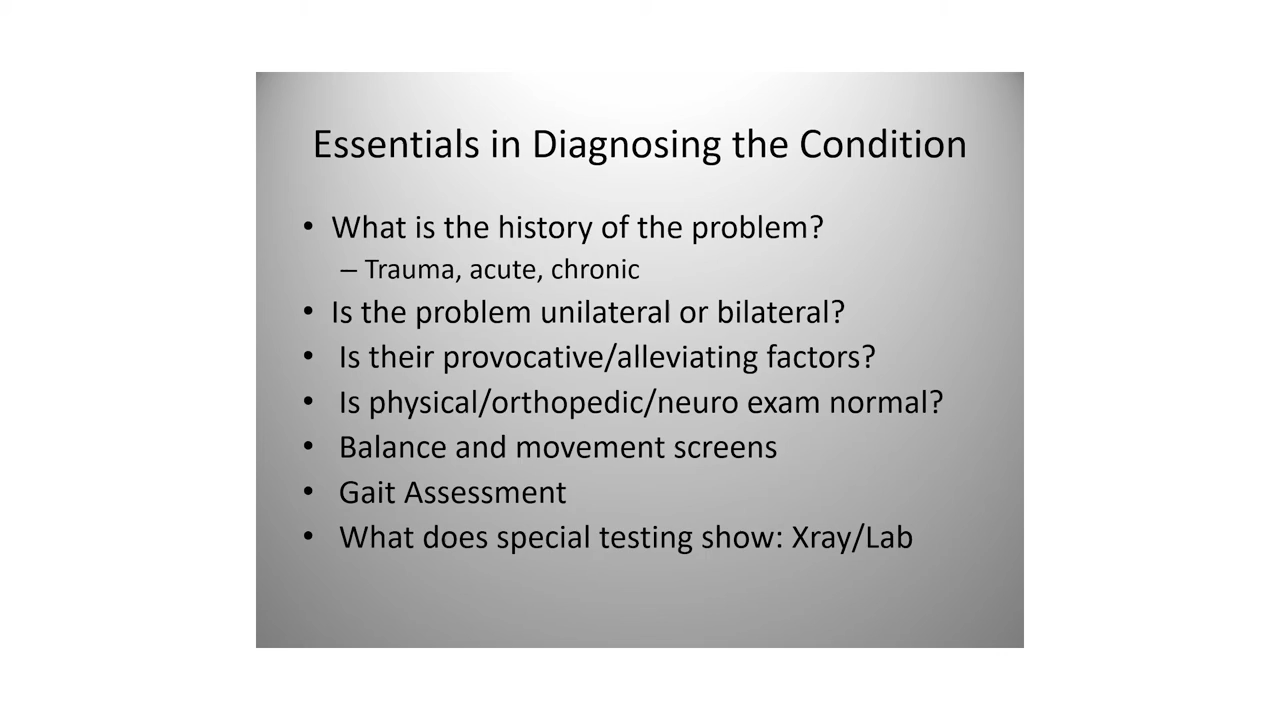 Essentials in Diagnosing the Condition
• What is the history of the problem?
– Trauma, acute, chronic
• Is the problem unilateral or bilateral?
• Is their provocative/alleviating factors?
• Is physical/orthopedic/neuro exam normal?
• Balance and movement screens
• Gait Assessment
• What does special testing show: Xray/Lab